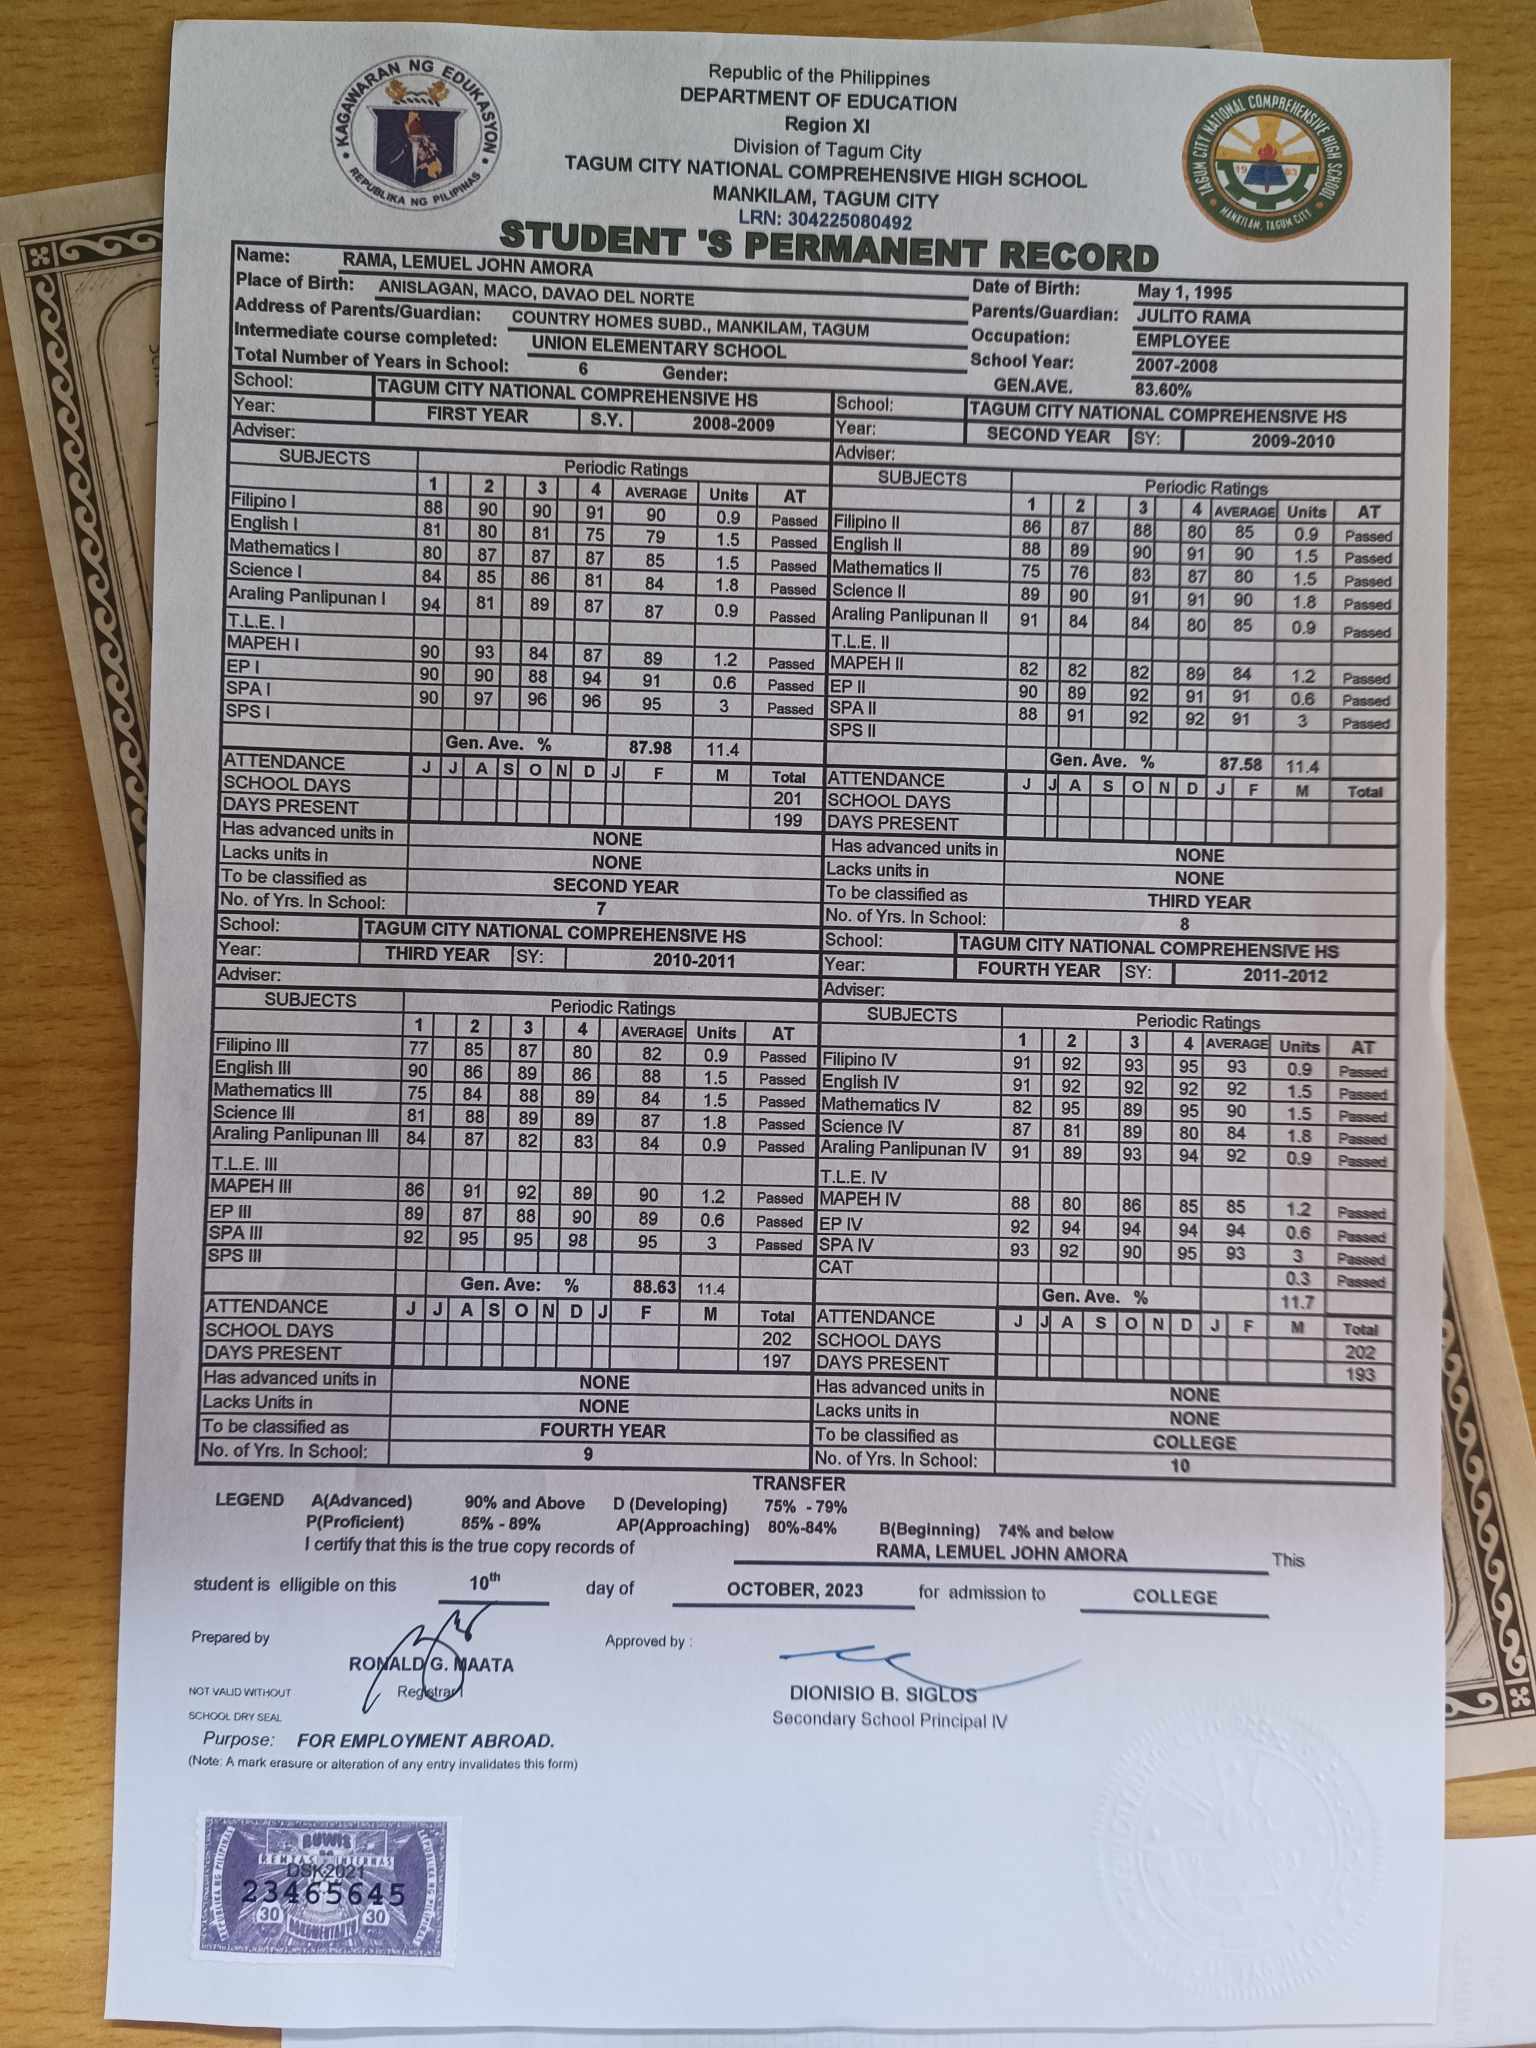 KAGAWARAN NG EDUKASYON
REPUBLIKA NG PILIPINAS
Republic of the Philippines
DEPARTMENT OF EDUCATION
Region XI
Division of Tagum City
TAGUM CITY NATIONAL COMPREHENSIVE HIGH SCHOOL
MANKILAM, TAGUM CITY
LRN: 304225080492
TAGUM CITY NATIONAL COMPREHENSIVE HIGH SCHOOL
1983
MANKILAM, TAGUM CITY
STUDENT 'S PERMANENT RECORD
Name: RAMA, LEMUEL JOHN AMORA Date of Birth: May 1, 1995
Place of Birth: ANISLAGAN, MACO, DAVAO DEL NORTE Parents/Guardian: JULITO RAMA
Address of Parents/Guardian: COUNTRY HOMES SUBD., MANKILAM, TAGUM Occupation: EMPLOYEE
Intermediate course completed: UNION ELEMENTARY SCHOOL School Year: 2007-2008
Total Number of Years in School: 6 Gender: GEN.AVE. 83.60%
School: TAGUM CITY NATIONAL COMPREHENSIVE HS
Year: FIRST YEAR S.Y. 2008-2009
Adviser:
SUBJECTS Periodic Ratings
1 2 3 4 AVERAGE Units AT
Filipino I 88 90 90 91 90 0.9 Passed
English I 81 80 81 75 79 1.5 Passed
Mathematics I 80 87 87 87 85 1.5 Passed
Science I 84 85 86 81 84 1.8 Passed
Araling Panlipunan I 94 81 89 87 87 0.9 Passed
T.L.E. I
MAPEH I 90 93 84 87 89 1.2 Passed
EP I 90 90 88 94 91 0.6 Passed
SPA I 90 97 96 96 95 3 Passed
SPS I
Gen. Ave. % 87.98 11.4
ATTENDANCE J J A S O N D J F M Total
SCHOOL DAYS 201
DAYS PRESENT 199
Has advanced units in NONE
Lacks units in NONE
To be classified as SECOND YEAR
No. of Yrs. In School: 7
School: TAGUM CITY NATIONAL COMPREHENSIVE HS
Year: SECOND YEAR SY: 2009-2010
Adviser:
SUBJECTS Periodic Ratings
1 2 3 4 AVERAGE Units AT
Filipino II 86 87 88 80 85 0.9 Passed
English II 88 89 90 91 90 1.5 Passed
Mathematics II 75 76 83 87 80 1.5 Passed
Science II 89 90 91 91 90 1.8 Passed
Araling Panlipunan II 91 84 84 80 85 0.9 Passed
T.L.E. II
MAPEH II 82 82 82 89 84 1.2 Passed
EP II 90 89 92 91 91 0.6 Passed
SPA II 88 91 92 92 91 3 Passed
SPS II
Gen. Ave. % 87.58 11.4
ATTENDANCE J J A S O N D J F M Total
SCHOOL DAYS
DAYS PRESENT
Has advanced units in NONE
Lacks units in NONE
To be classified as THIRD YEAR
No. of Yrs. In School: 8
School: TAGUM CITY NATIONAL COMPREHENSIVE HS
Year: THIRD YEAR SY: 2010-2011
Adviser:
SUBJECTS Periodic Ratings
1 2 3 4 AVERAGE Units AT
Filipino III 77 85 87 80 82 0.9 Passed
English III 90 86 89 86 88 1.5 Passed
Mathematics III 75 84 88 89 84 1.5 Passed
Science III 81 88 89 89 87 1.8 Passed
Araling Panlipunan III 84 87 82 83 84 0.9 Passed
T.L.E. III
MAPEH III 86 91 92 89 90 1.2 Passed
EP III 89 87 88 90 89 0.6 Passed
SPA III 92 95 95 98 95 3 Passed
SPS III
Gen. Ave: % 88.63 11.4
ATTENDANCE J J A S O N D J F M Total
SCHOOL DAYS 202
DAYS PRESENT 197
Has advanced units in NONE
Lacks Units in NONE
To be classified as FOURTH YEAR
No. of Yrs. In School: 9
School: TAGUM CITY NATIONAL COMPREHENSIVE HS
Year: FOURTH YEAR SY: 2011-2012
Adviser:
SUBJECTS Periodic Ratings
1 2 3 4 AVERAGE Units AT
Filipino IV 91 92 93 95 93 0.9 Passed
English IV 91 92 92 92 92 1.5 Passed
Mathematics IV 82 95 89 95 90 1.5 Passed
Science IV 87 81 89 80 84 1.8 Passed
Araling Panlipunan IV 91 89 93 94 92 0.9 Passed
T.L.E. IV
MAPEH IV 88 80 86 85 85 1.2 Passed
EP IV 92 94 94 94 94 0.6 Passed
SPA IV 93 92 90 95 93 3 Passed
CAT 0.3 Passed
Gen. Ave. % 11.7
ATTENDANCE J J A S O N D J F M Total
SCHOOL DAYS 202
DAYS PRESENT 193
Has advanced units in NONE
Lacks units in NONE
To be classified as COLLEGE
No. of Yrs. In School: 10
TRANSFER
LEGEND A(Advanced) 90% and Above D (Developing) 75% - 79%
P(Proficient) 85% - 89% AP(Approaching) 80%-84% B(Beginning) 74% and below
I certify that this is the true copy records of RAMA, LEMUEL JOHN AMORA This
student is elligible on this 10th day of OCTOBER, 2023 for admission to COLLEGE
Prepared by Approved by :
RONALD G. MAATA
Registrar I
DIONISIO B. SIGLOS
Secondary School Principal IV
NOT VALID WITHOUT
SCHOOL DRY SEAL
Purpose: FOR EMPLOYMENT ABROAD.
(Note: A mark erasure or alteration of any entry invalidates this form)
REPUBLIKA NG PILIPINAS
BUWIS
RENTAS INTERNAS
DSK2021
23465645
30 30
DOKUMENTARYO
REPUBLIKA NG PILIPINAS